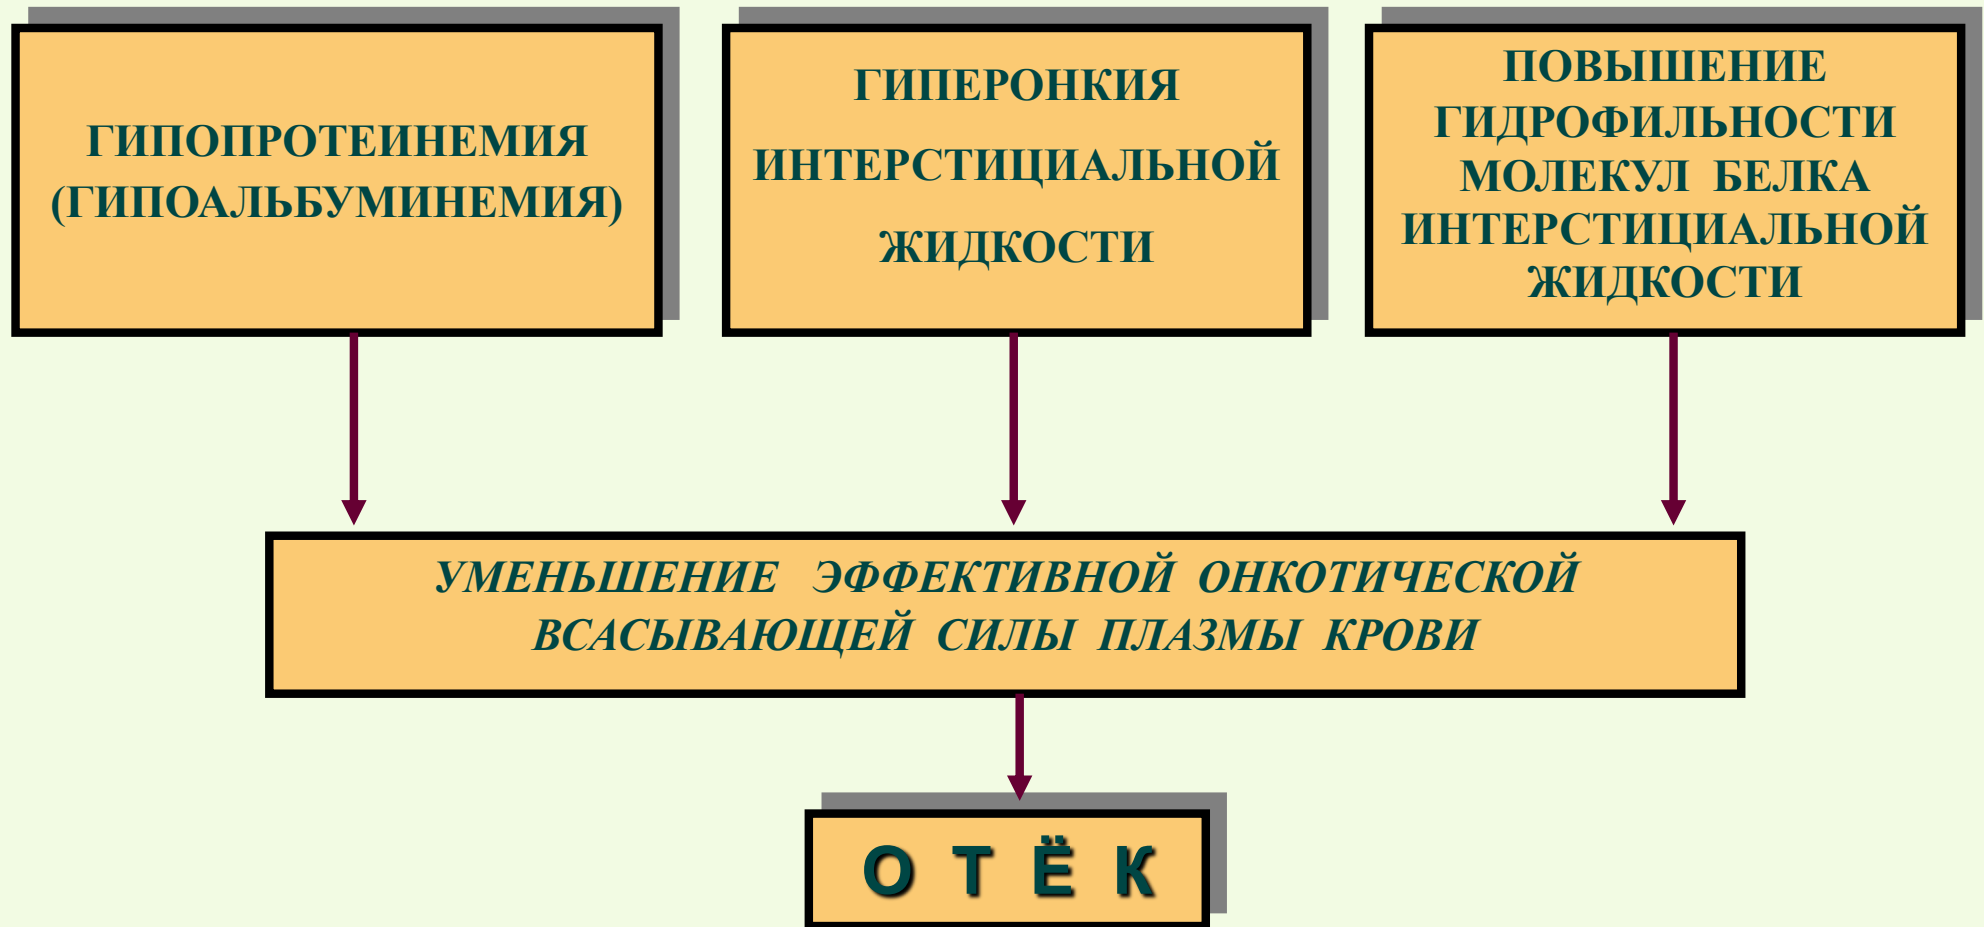 ГИПОПРОТЕИНЕМИЯ
(ГИПОАЛЬБУМИНЕМИЯ)
ГИПЕРОНКИЯ
ИНТЕРСТИЦИАЛЬНОЙ
ЖИДКОСТИ
ПОВЫШЕНИЕ
ГИДРОФИЛЬНОСТИ
МОЛЕКУЛ БЕЛКА
ИНТЕРСТИЦИАЛЬНОЙ
ЖИДКОСТИ
УМЕНЬШЕНИЕ ЭФФЕКТИВНОЙ ОНКОТИЧЕСКОЙ
ВСАСЫВАЮЩЕЙ СИЛЫ ПЛАЗМЫ КРОВИ
О Т Ё К